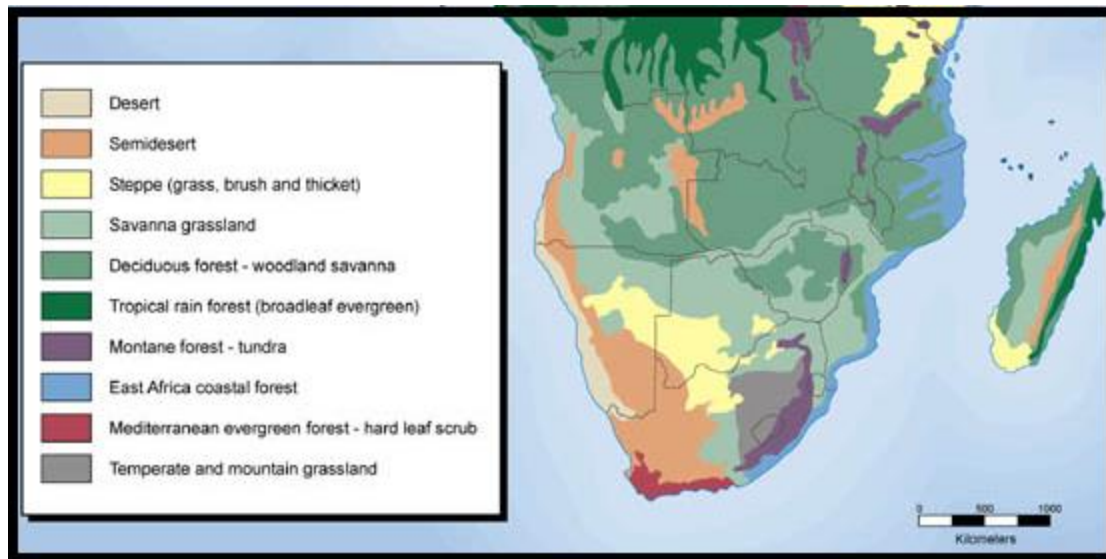 Desert
Semidesert
Steppe (grass, brush and thicket)
Savanna grassland
Deciduous forest - woodland savanna
Tropical rain forest (broadleaf evergreen)
Montane forest - tundra
East Africa coastal forest
Mediterranean evergreen forest - hard leaf scrub
Temperate and mountain grassland
0 500 1000
Kilometers